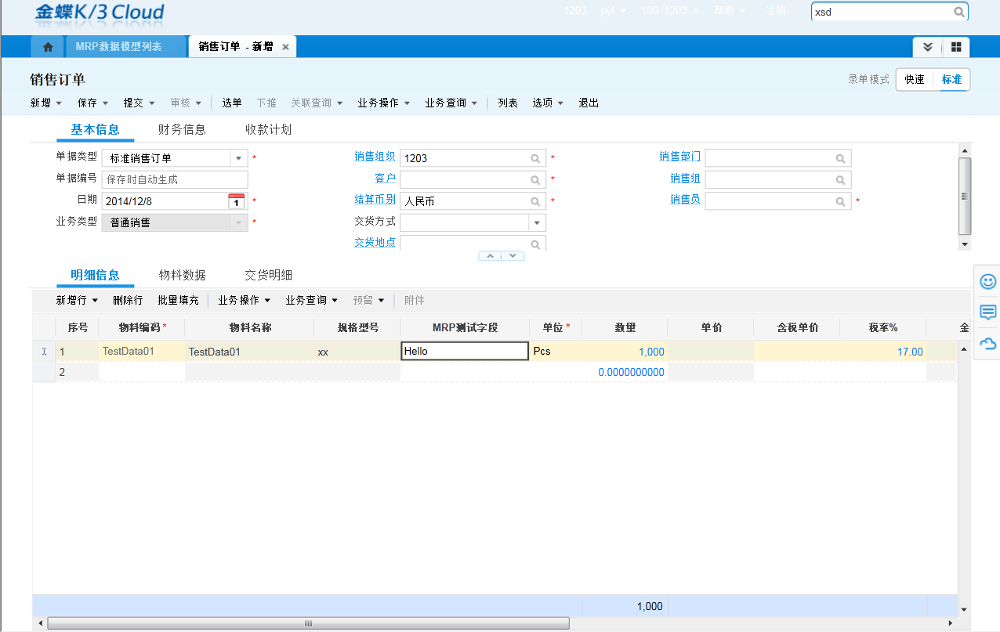 金蝶K/3 Cloud
1203 pyf 100 1203 帮助 注销 xsd
MRP数据模型列表 销售订单 - 新增
销售订单 录单模式 快速 标准
新增 保存 提交 审核 选单 下推 关联查询 业务操作 业务查询 列表 选项 退出
基本信息 财务信息 收款计划
单据类型 标准销售订单 * 销售组织 1203 * 销售部门
单据编号 保存时自动生成 客户 * 销售组
日期 2014/12/8 1 * 结算币别 人民币 * 销售员 *
业务类型 普通销售 * 交货方式
交货地点
明细信息 物料数据 交货明细
新增行 删除行 批量填充 业务操作 业务查询 预留 附件
序号 物料编码* 物料名称 规格型号 MRP测试字段 单位* 数量 单价 含税单价 税率% 金
1 TestData01 TestData01 xx Hello Pcs 1,000 17.00
2 0.0000000000
1,000